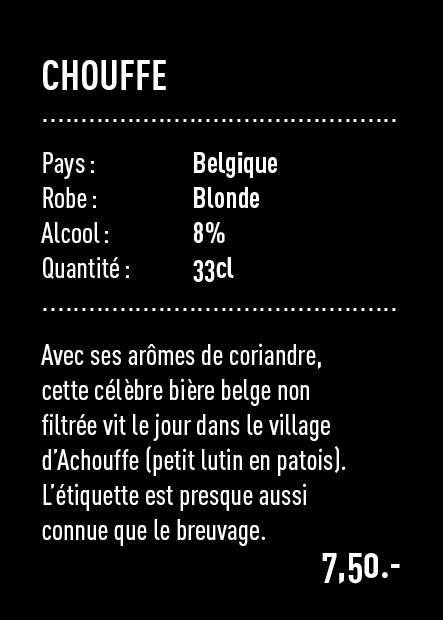 CHOUFFE
Pays : Belgique
Robe : Blonde
Alcool : 8%
Quantité : 33cl
Avec ses arômes de coriandre,
cette célèbre bière belge non
filtrée vit le jour dans le village
d’Achouffe (petit lutin en patois).
L’étiquette est presque aussi
connue que le breuvage.
7,50.-